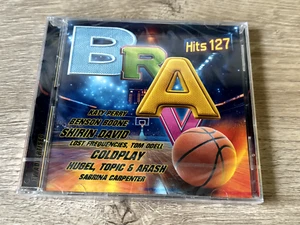 BRAVO
Hits 127
KATY PERRY
BENSON BOONE
SHIRIN DAVID
LOST FREQUENCIES, TOM ODELL
COLDPLAY
HUGEL, TOPIC & ARASH
SABRINA CARPENTER